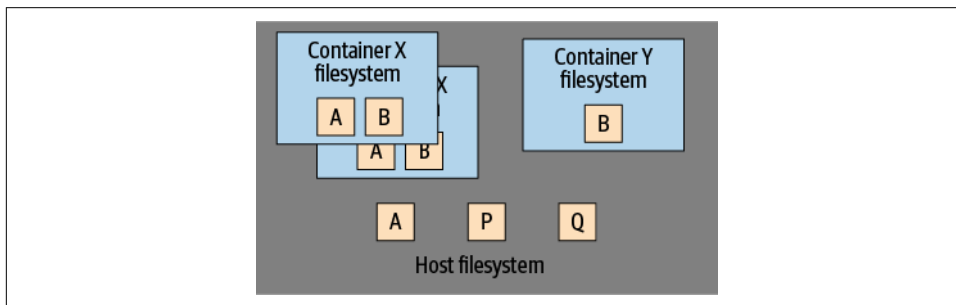 Container X
filesystem
A B
X
A B
Container Y
filesystem
B
A P Q
Host filesystem